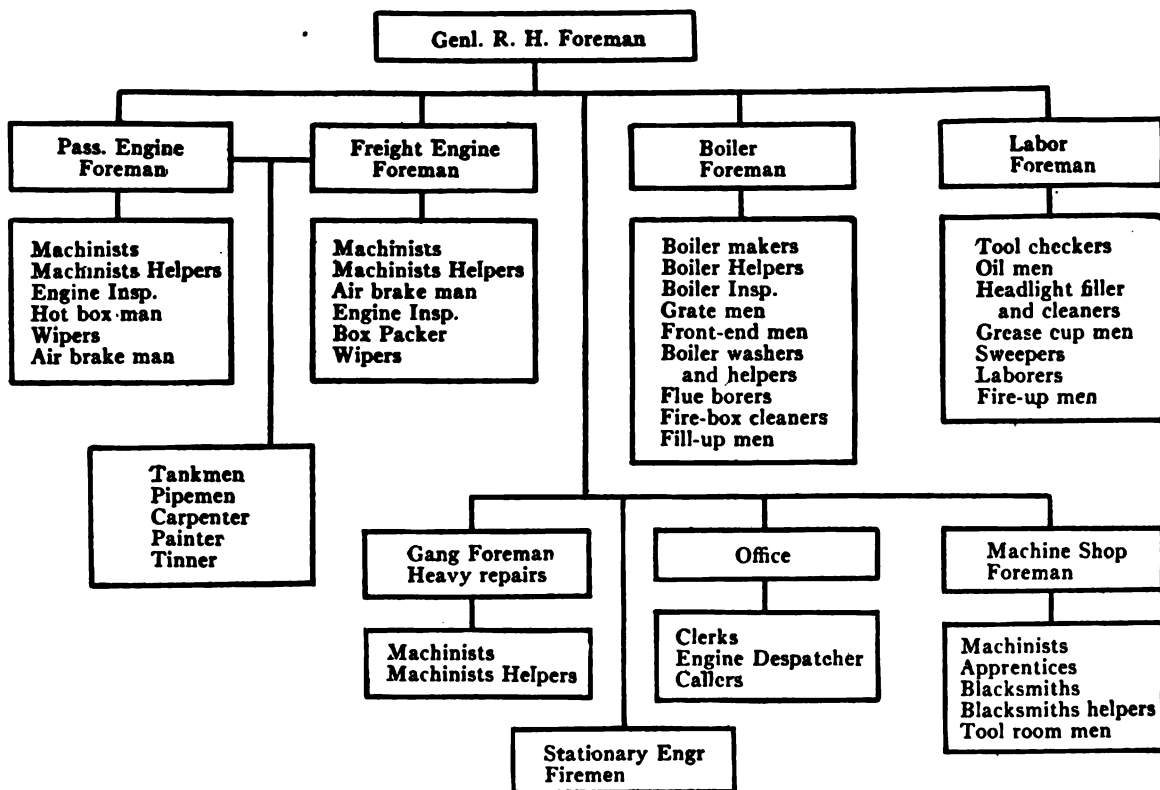 Genl. R. H. Foreman
Pass. Engine
Foreman
Freight Engine
Foreman
Boiler
Foreman
Labor
Foreman
Machinists
Machinists Helpers
Engine Insp.
Hot box man
Wipers
Air brake man
Machinists
Machinists Helpers
Air brake man
Engine Insp.
Box Packer
Wipers
Boiler makers
Boiler Helpers
Boiler Insp.
Grate men
Front-end men
Boiler washers
and helpers
Flue borers
Fire-box cleaners
Fill-up men
Tool checkers
Oil men
Headlight filler
and cleaners
Grease cup men
Sweepers
Laborers
Fire-up men
Tankmen
Pipemen
Carpenter
Painter
Tinner
Gang Foreman
Heavy repairs
Office
Machine Shop
Foreman
Machinists
Machinists Helpers
Clerks
Engine Despatcher
Callers
Machinists
Apprentices
Blacksmiths
Blacksmiths helpers
Tool room men
Stationary Engr
Firemen